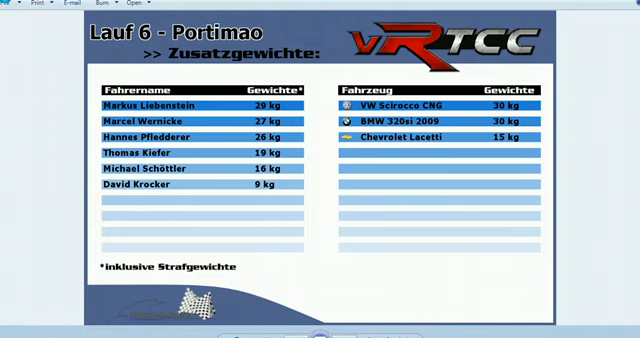 Print Burn Open
Lauf 6 - Portimao
>> Zusatzgewichte:
vRTCC
Fahrername Gewichte*
Markus Liebenstein 29 kg
Marcel Wernicke 27 kg
Hannes Pfledderer 26 kg
Thomas Kiefer 19 kg
Michael Schöttler 16 kg
David Krocker 9 kg
*inklusive Strafgewichte
Fahrzeug Gewichte
VW Scirocco CNG 30 kg
BMW 320si 2009 30 kg
Chevrolet Lacetti 15 kg